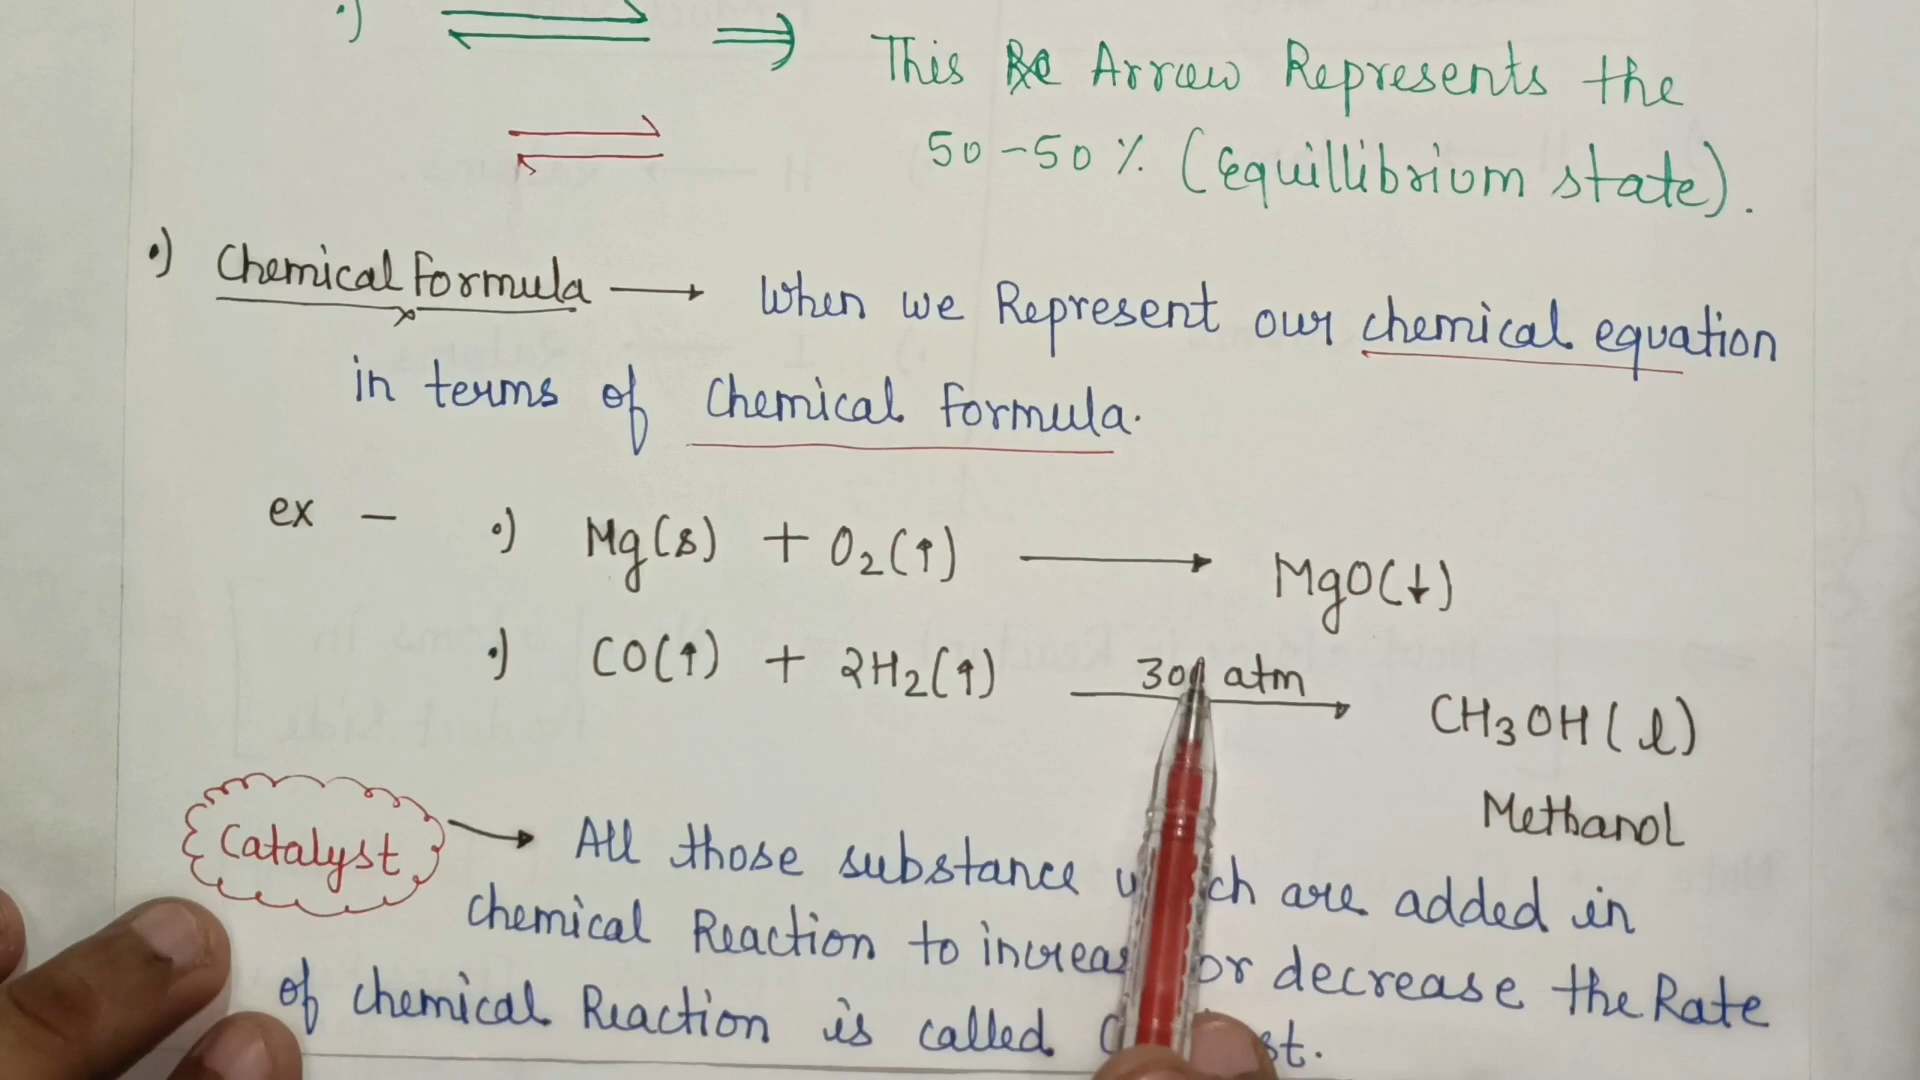 •) ⇌ ⇒ This Arrow Represents the
⇌ 50-50% (Equillibrium state).
•) Chemical Formula → When we Represent our chemical equation
in terms of Chemical Formula.
ex - •) Mg(s) + O₂(↑) → MgO(↓)
•) CO(↑) + 2H₂(↑) atm → CH₃OH(l)
Methanol
Catalyst → All those substance are added in
chemical Reaction to or decrease the Rate
of chemical Reaction is called